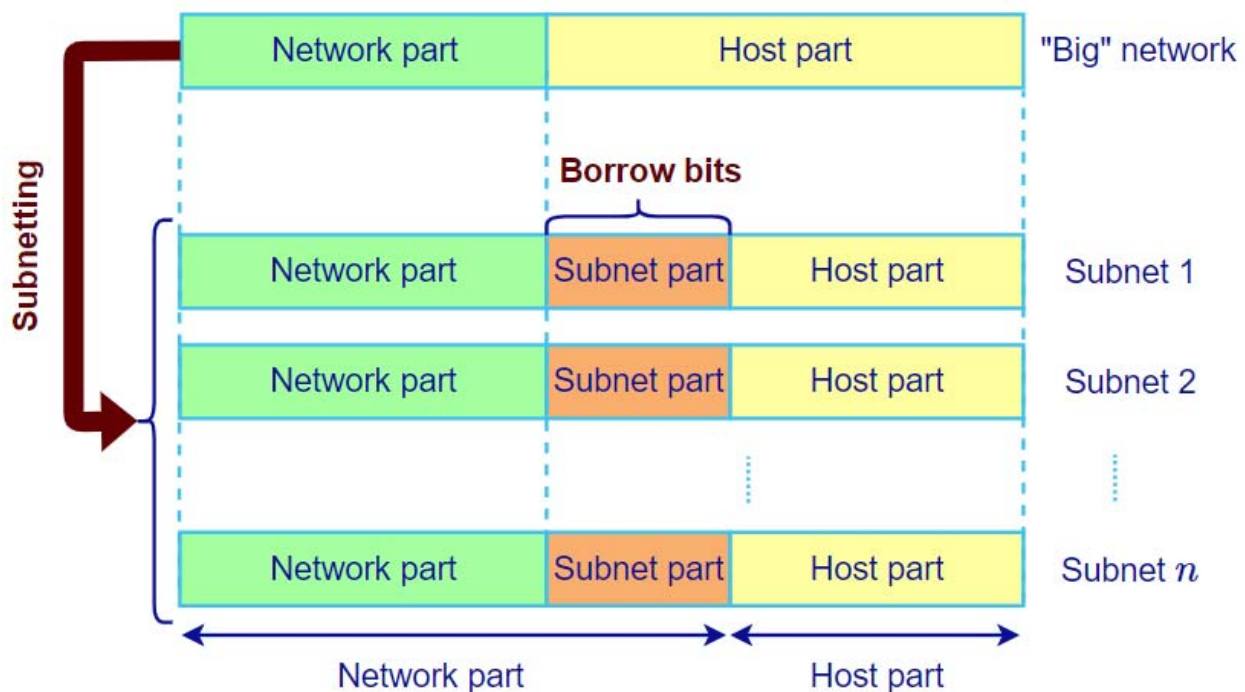 Network part
Host part
"Big" network
Subnetting
Borrow bits
Network part
Subnet part
Host part
Subnet 1
Network part
Subnet part
Host part
Subnet 2
Network part
Subnet part
Host part
Subnet n
Network part
Host part